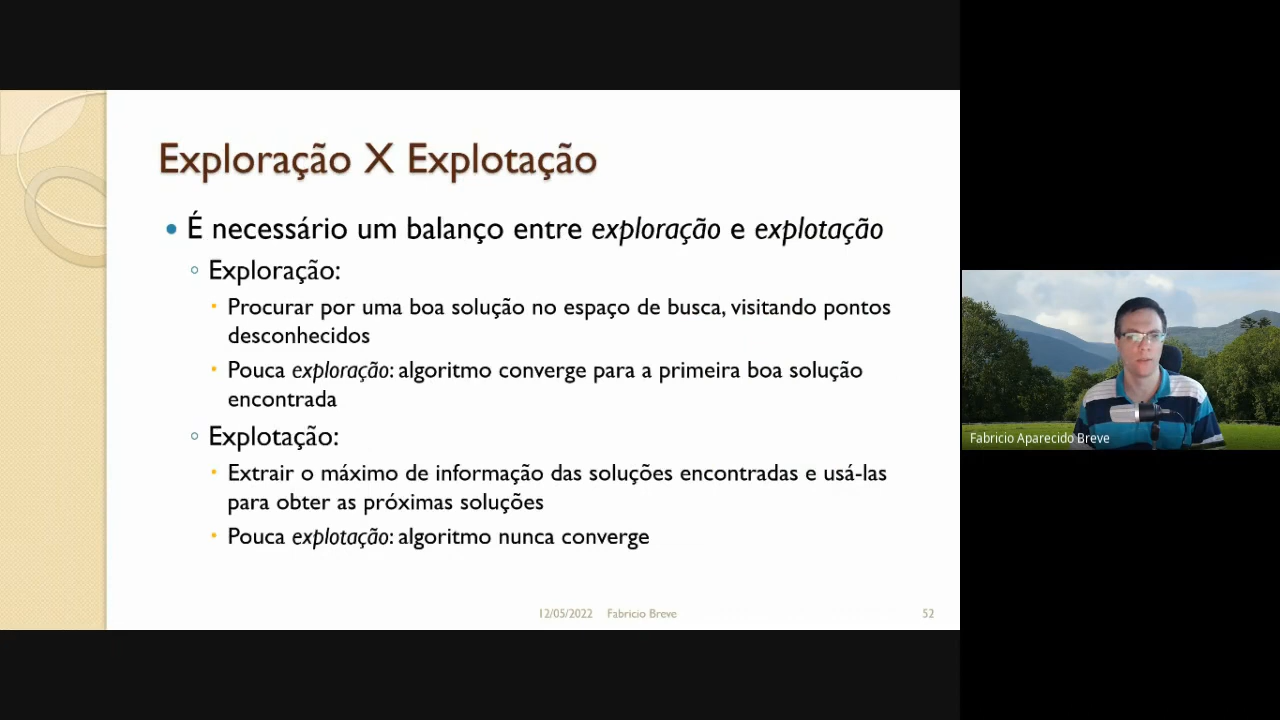 Exploração X Explotação
• É necessário um balanço entre exploração e explotação
◦ Exploração:
▪ Procurar por uma boa solução no espaço de busca, visitando pontos
desconhecidos
▪ Pouca exploração: algoritmo converge para a primeira boa solução
encontrada
◦ Explotação:
▪ Extrair o máximo de informação das soluções encontradas e usá-las
para obter as próximas soluções
▪ Pouca explotação: algoritmo nunca converge
12/05/2022 Fabricio Breve 52
Fabricio Aparecido Breve